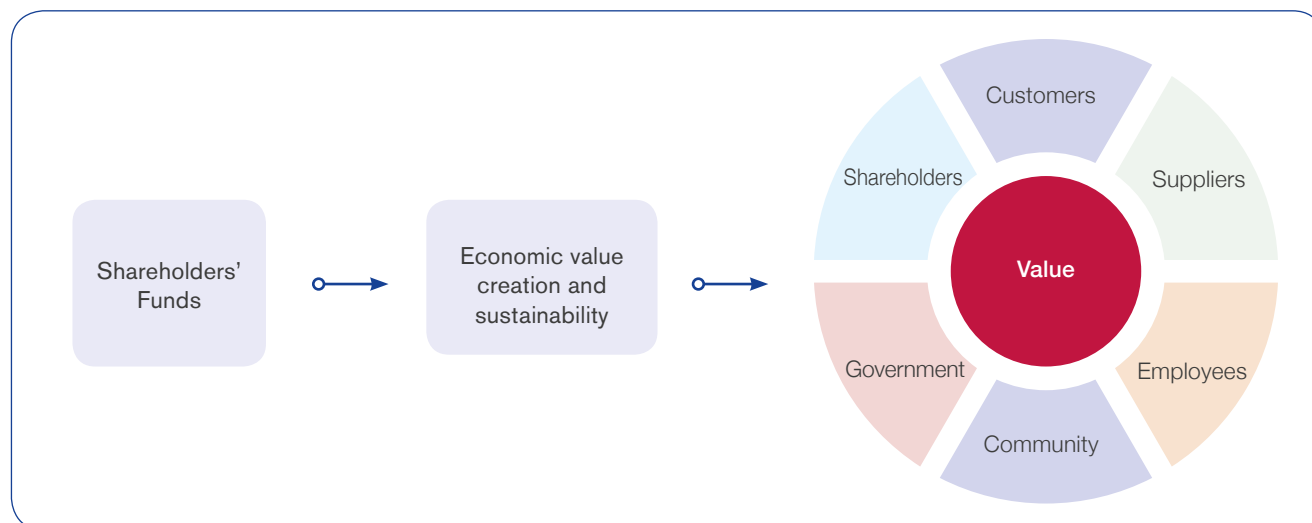 Shareholders’
Funds
Economic value
creation and
sustainability
Customers
Suppliers
Employees
Community
Government
Shareholders
Value